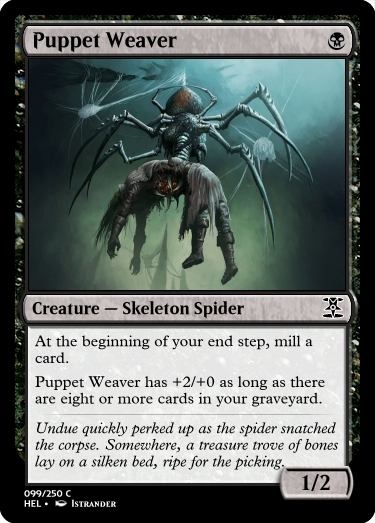 Puppet Weaver
Creature — Skeleton Spider
At the beginning of your end step, mill a
card.
Puppet Weaver has +2/+0 as long as there
are eight or more cards in your graveyard.
Undue quickly perked up as the spider snatched
the corpse. Somewhere, a treasure trove of bones
lay on a silken bed, ripe for the picking.
1/2
099/250 C
HEL • Istrander